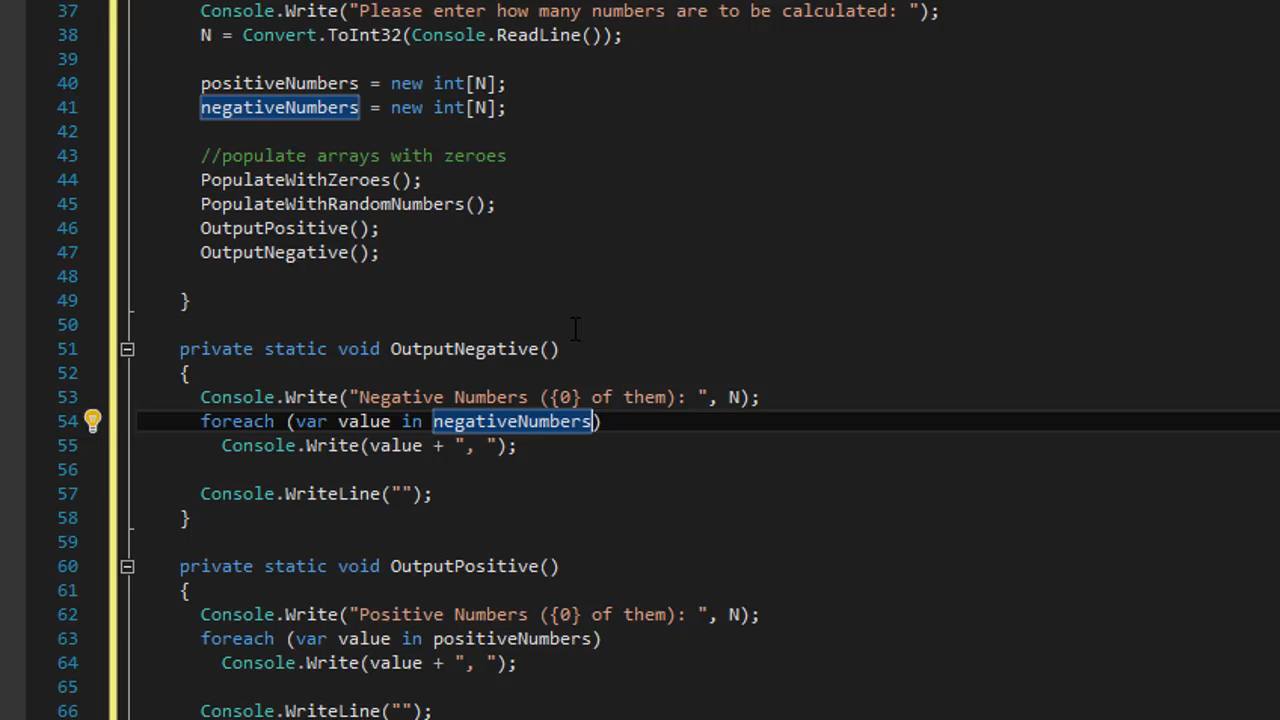 37 Console.Write("Please enter how many numbers are to be calculated: ");
38 N = Convert.ToInt32(Console.ReadLine());
39
40 positiveNumbers = new int[N];
41 negativeNumbers = new int[N];
42
43 //populate arrays with zeroes
44 PopulateWithZeroes();
45 PopulateWithRandomNumbers();
46 OutputPositive();
47 OutputNegative();
48
49 }
50
51 private static void OutputNegative()
52 {
53 Console.Write("Negative Numbers ({0} of them): ", N);
54 foreach (var value in negativeNumbers)
55 Console.Write(value + ", ");
56
57 Console.WriteLine("");
58 }
59
60 private static void OutputPositive()
61 {
62 Console.Write("Positive Numbers ({0} of them): ", N);
63 foreach (var value in positiveNumbers)
64 Console.Write(value + ", ");
65
66 Console.WriteLine("");